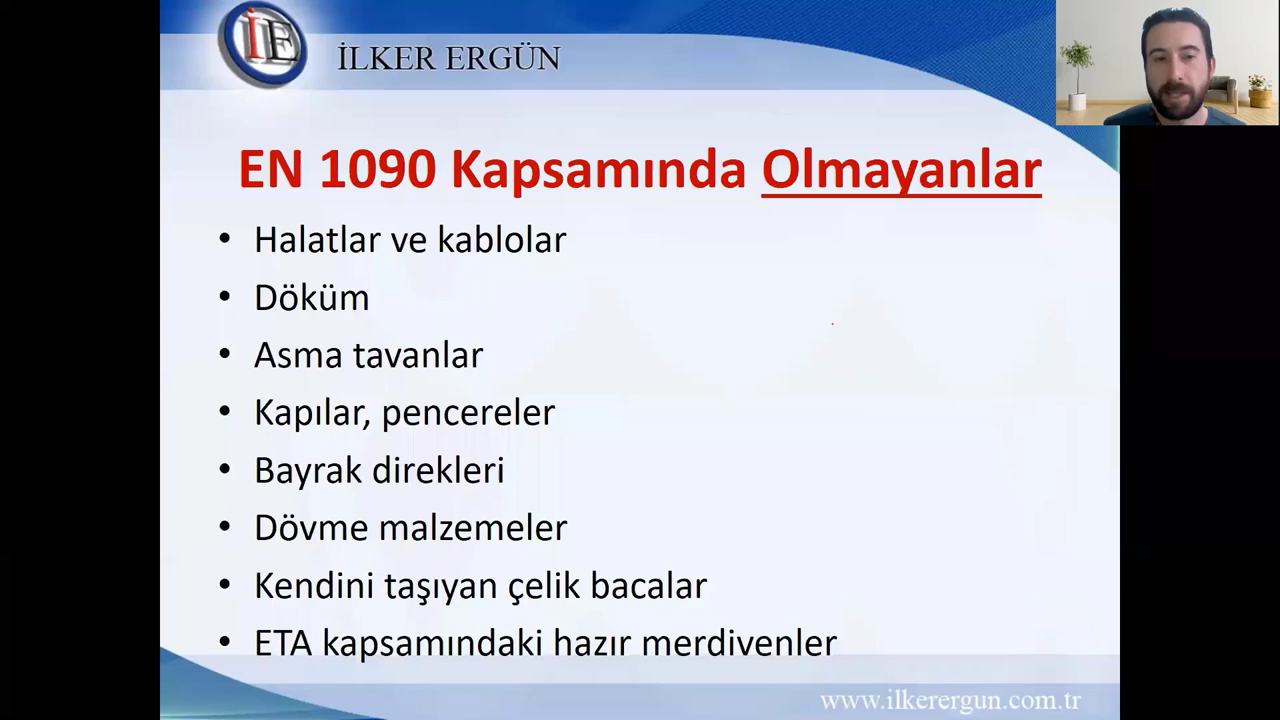 İE
İLKER ERGÜN
EN 1090 Kapsamında Olmayanlar
• Halatlar ve kablolar
• Döküm
• Asma tavanlar
• Kapılar, pencereler
• Bayrak direkleri
• Dövme malzemeler
• Kendini taşıyan çelik bacalar
• ETA kapsamındaki hazır merdivenler
www.ilkerergun.com.tr